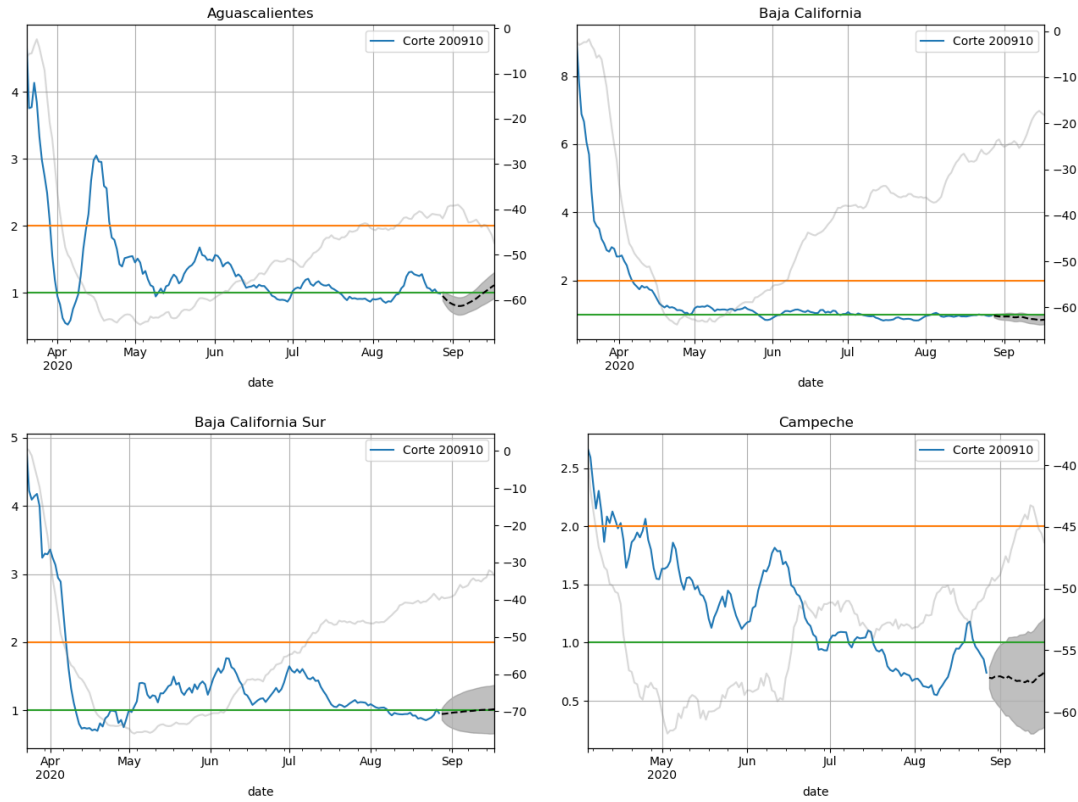 Aguascalientes
Corte 200910
4
3
2
1
0
−10
−20
−30
−40
−50
−60
Apr
2020
May
Jun
Jul
Aug
Sep
date
Baja California
Corte 200910
8
6
4
2
0
−10
−20
−30
−40
−50
−60
Apr
2020
May
Jun
Jul
Aug
Sep
date
Baja California Sur
Corte 200910
5
4
3
2
1
0
−10
−20
−30
−40
−50
−60
−70
Apr
2020
May
Jun
Jul
Aug
Sep
date
Campeche
Corte 200910
2.5
2.0
1.5
1.0
0.5
−40
−45
−50
−55
−60
May
2020
Jun
Jul
Aug
Sep
date